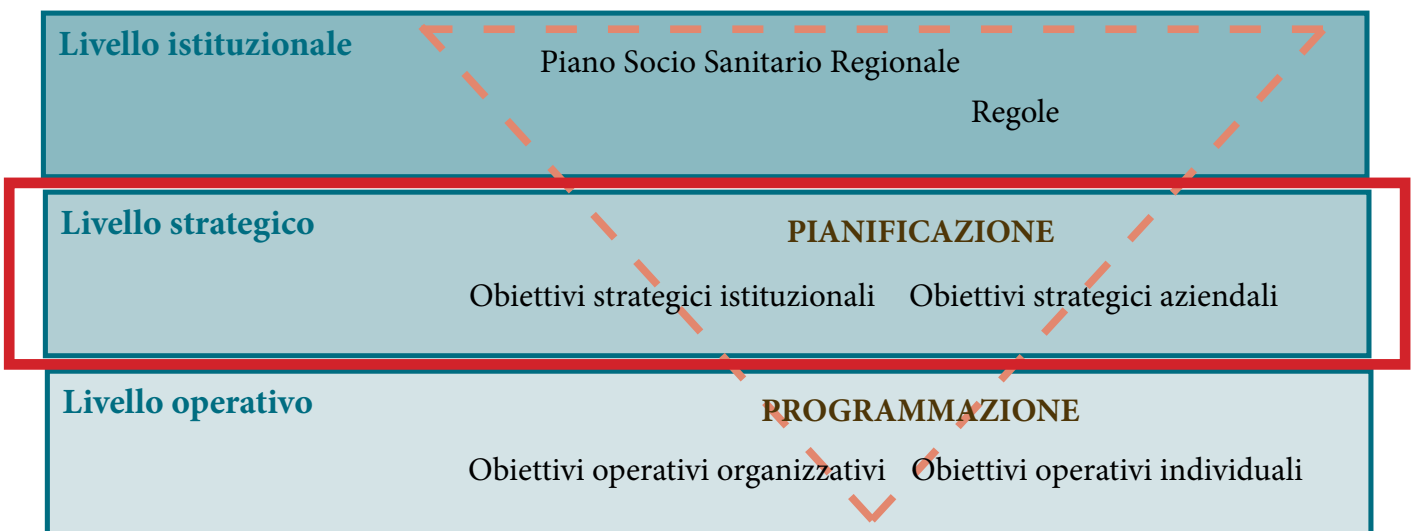 Livello istituzionale
Piano Socio Sanitario Regionale
Regole
Livello strategico
PIANIFICAZIONE
Obiettivi strategici istituzionali Obiettivi strategici aziendali
Livello operativo
PROGRAMMAZIONE
Obiettivi operativi organizzativi Obiettivi operativi individuali